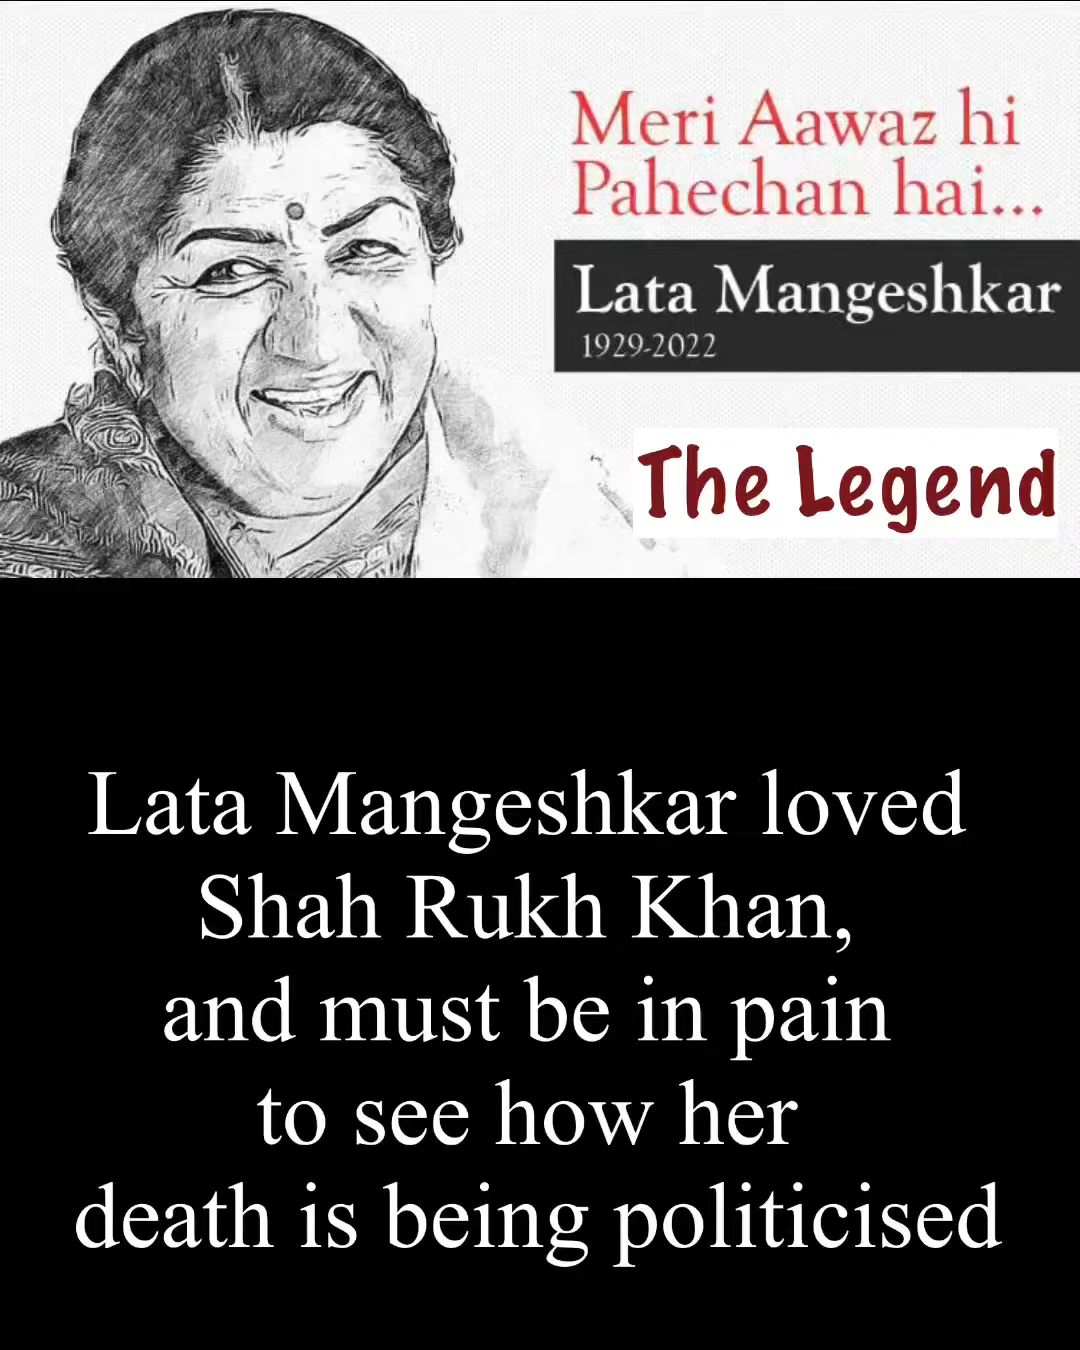 Meri Aawaz hi
Pahechan hai...
Lata Mangeshkar
1929-2022
The Legend
Lata Mangeshkar loved
Shah Rukh Khan,
and must be in pain
to see how her
death is being politicised